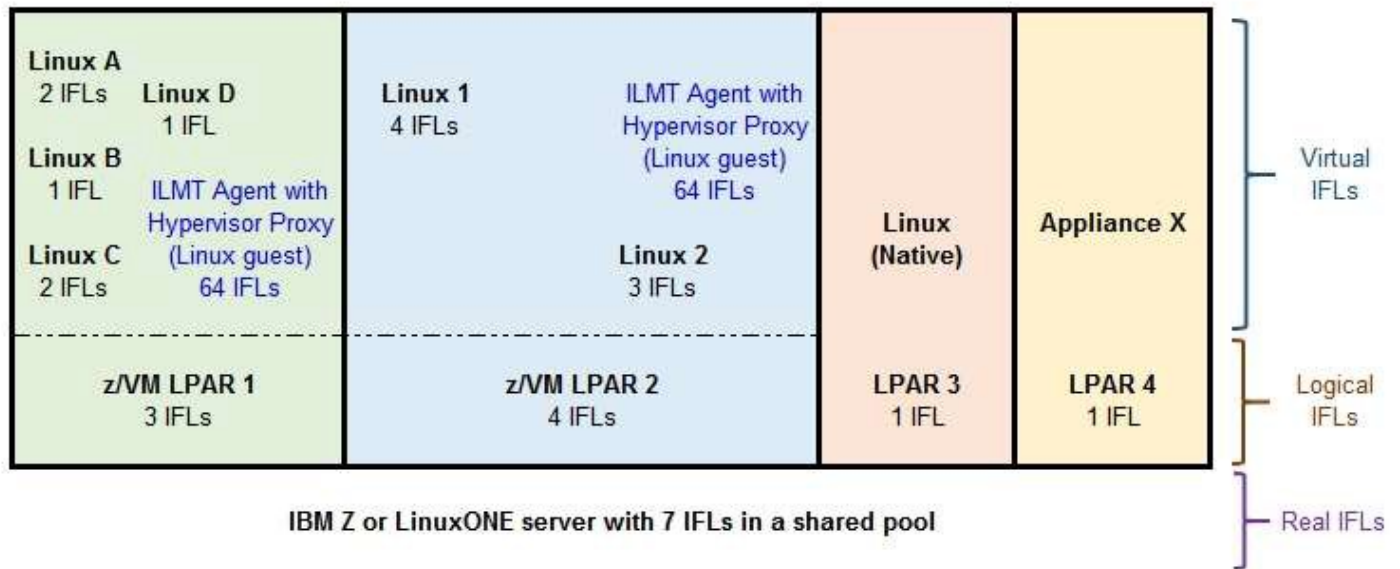 Linux A
2 IFLs
Linux D
1 IFL
Linux B
1 IFL
ILMT Agent with
Hypervisor Proxy
(Linux guest)
64 IFLs
Linux C
2 IFLs
z/VM LPAR 1
3 IFLs
Linux 1
4 IFLs
ILMT Agent with
Hypervisor Proxy
(Linux guest)
64 IFLs
Linux 2
3 IFLs
z/VM LPAR 2
4 IFLs
Linux
(Native)
LPAR 3
1 IFL
Appliance X
LPAR 4
1 IFL
Virtual
IFLs
Logical
IFLs
Real IFLs
IBM Z or LinuxONE server with 7 IFLs in a shared pool